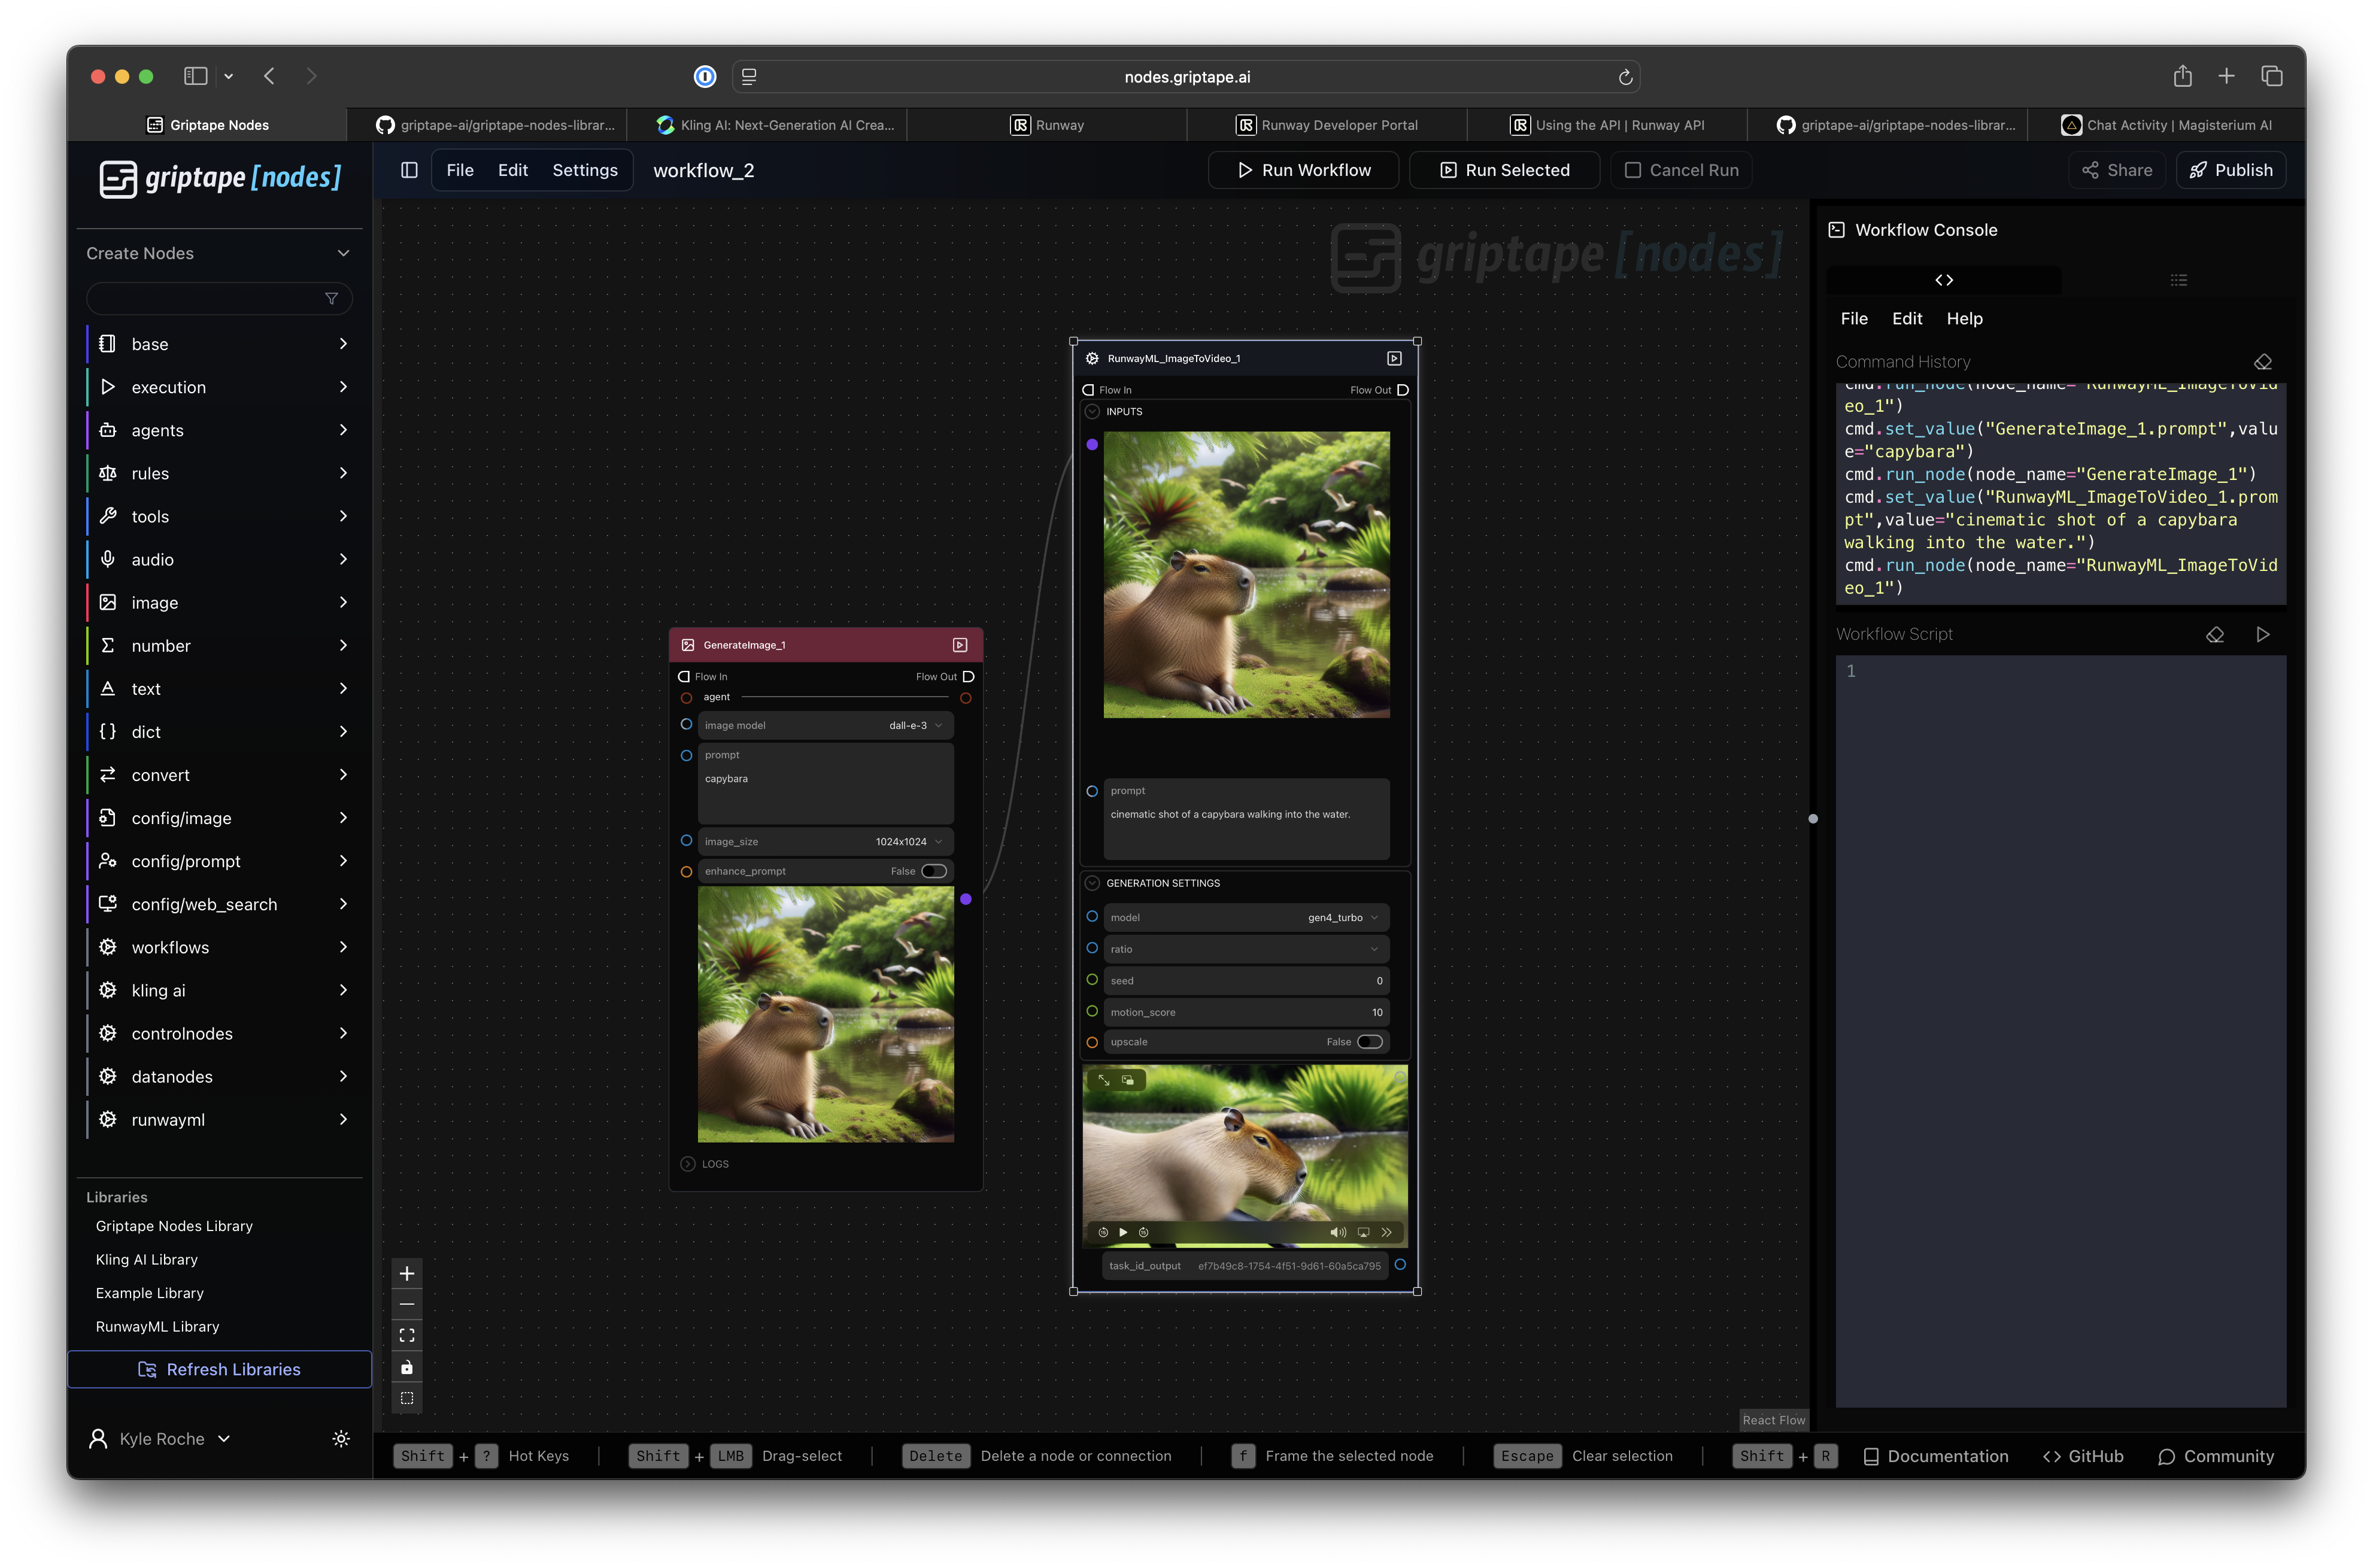 nodes.griptape.ai
Griptape Nodes
griptape-ai/griptape-nodes-librar...
Kling AI: Next-Generation AI Crea...
Runway
Runway Developer Portal
Using the API | Runway API
griptape-ai/griptape-nodes-librar...
Chat Activity | Magisterium AI
griptape [nodes]
File
Edit
Settings
workflow_2
Run Workflow
Run Selected
Cancel Run
Share
Publish
Create Nodes
base
execution
agents
rules
tools
audio
image
number
text
dict
convert
config/image
config/prompt
config/web_search
workflows
kling ai
controlnodes
datanodes
runwayml
Libraries
Griptape Nodes Library
Kling AI Library
Example Library
RunwayML Library
Refresh Libraries
Kyle Roche
griptape [nodes]
GenerateImage_1
Flow In
Flow Out
agent
image model
dall-e-3
prompt
capybara
image_size
1024x1024
enhance_prompt
False
LOGS
RunwayML_ImageToVideo_1
Flow In
Flow Out
INPUTS
prompt
cinematic shot of a capybara walking into the water.
GENERATION SETTINGS
model
gen4_turbo
ratio
seed
0
motion_score
10
upscale
False
task_id_output
ef7b49c8-1754-4f51-9d61-60a5ca795
React Flow
Workflow Console
File
Edit
Help
Command History
cmd.run_node(node_name="RunwayML_ImageToVid
eo_1")
cmd.set_value("GenerateImage_1.prompt",valu
e="capybara")
cmd.run_node(node_name="GenerateImage_1")
cmd.set_value("RunwayML_ImageToVideo_1.prom
pt",value="cinematic shot of a capybara
walking into the water.")
cmd.run_node(node_name="RunwayML_ImageToVid
eo_1")
Workflow Script
1
Shift + ? Hot Keys
Shift + LMB Drag-select
Delete Delete a node or connection
f Frame the selected node
Escape Clear selection
Shift + R
Documentation
GitHub
Community